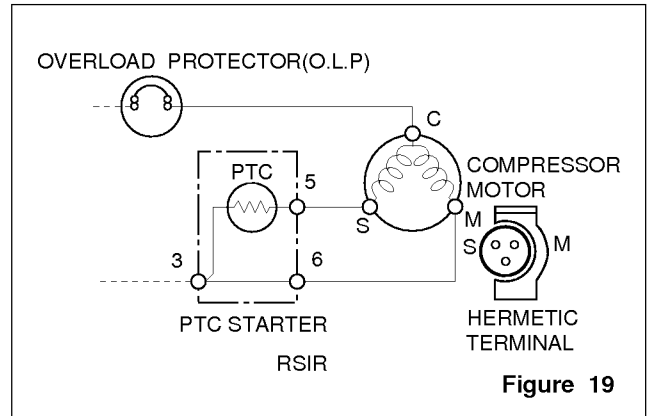 OVERLOAD PROTECTOR(O.L.P)
C
PTC
5
COMPRESSOR
MOTOR
S
M
S
M
3
6
PTC STARTER
HERMETIC
TERMINAL
RSIR
Figure 19